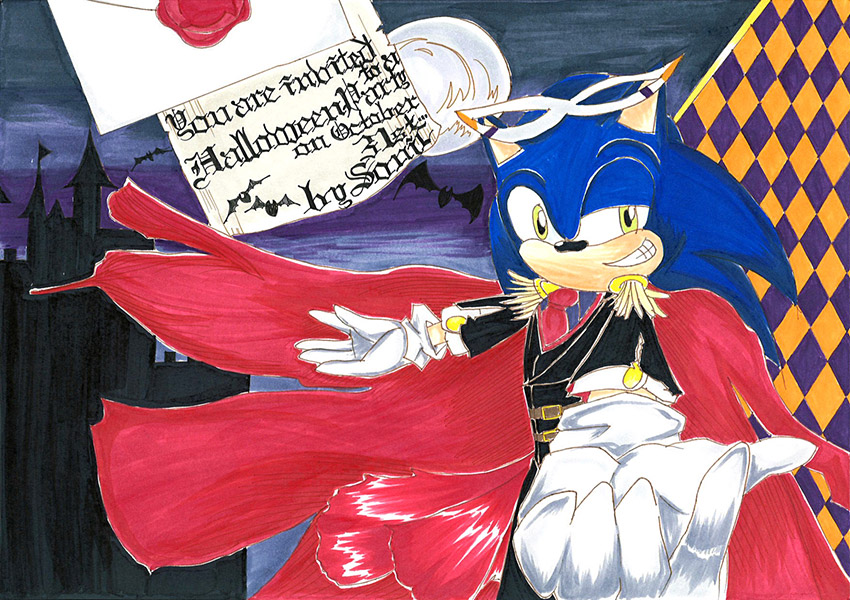 You are invited
to a
Halloween Party
on October
31st...
by Sonic